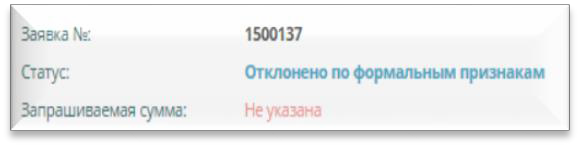 Заявка №: 1500137
Статус: Отклонено по формальным признакам
Запрашиваемая сумма: Не указана